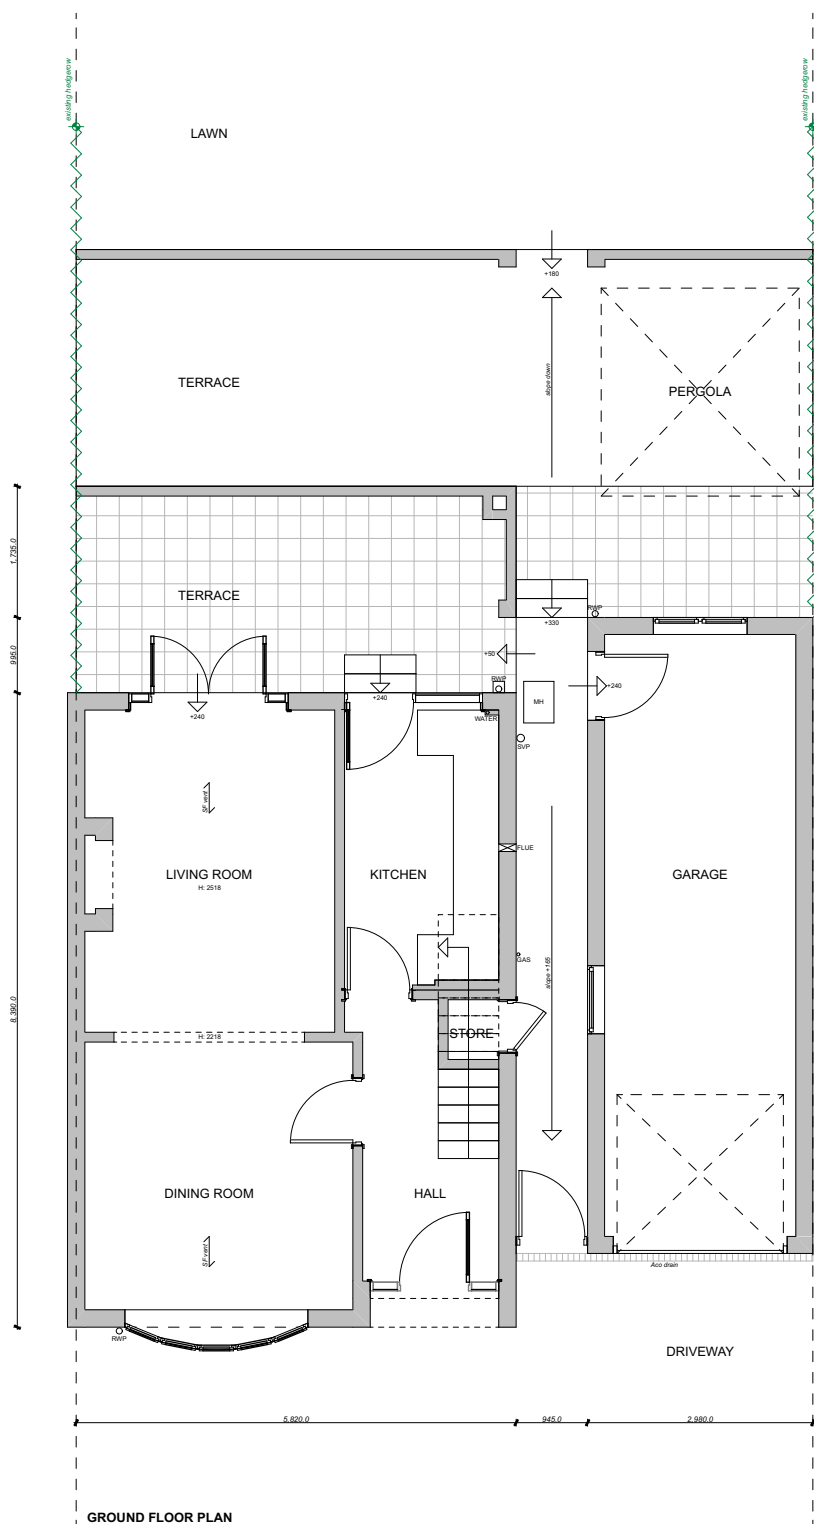 existing hedgerow
existing hedgerow
LAWN
+180
slope down
TERRACE
PERGOLA
1,735.0
TERRACE
RWP
+330
995.0
+50
RWP
+240
+240
+240
MH
WATER
SVP
SF vent
FLUE
LIVING ROOM
KITCHEN
GARAGE
H: 2518
GAS
slope +165
8,390.0
H: 2218
STORE
DINING ROOM
HALL
SF vent
Aco drain
RWP
DRIVEWAY
5,820.0
945.0
2,980.0
GROUND FLOOR PLAN